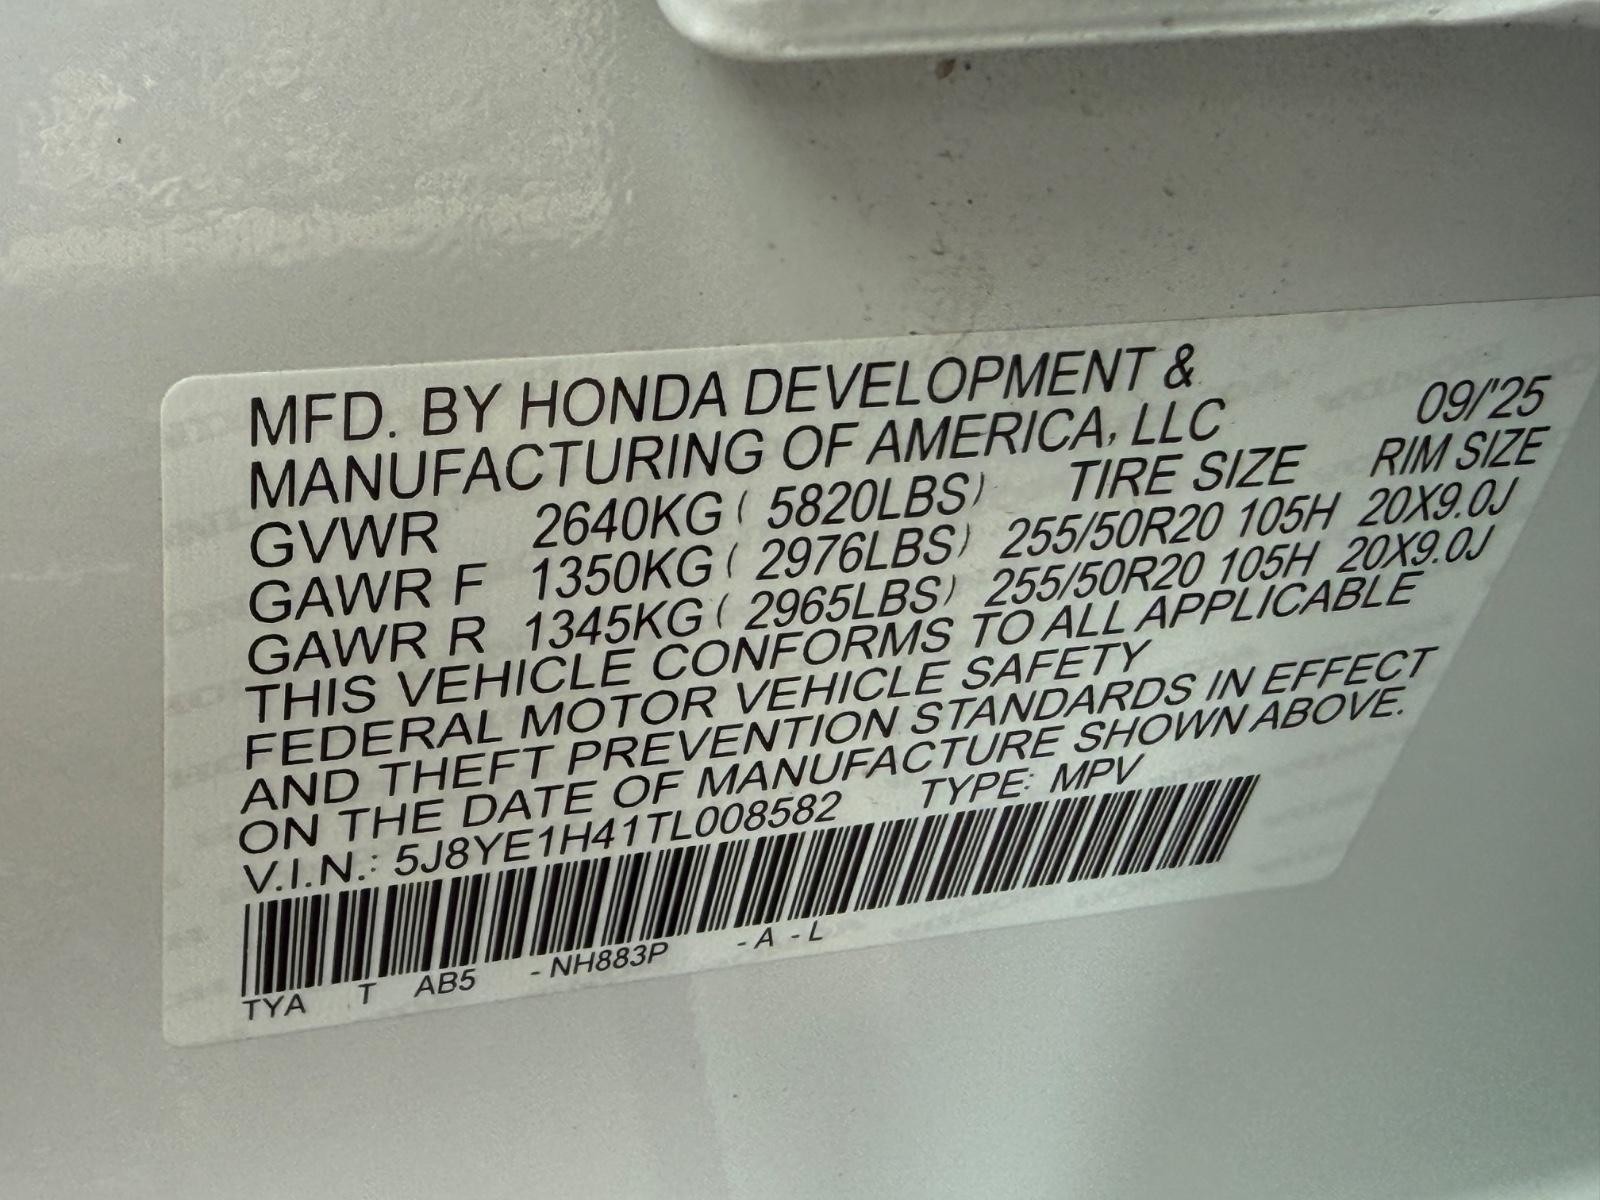 MFD. BY HONDA DEVELOPMENT &
MANUFACTURING OF AMERICA, LLC 09/'25
GVWR 2640KG ( 5820LBS) TIRE SIZE RIM SIZE
GAWR F 1350KG ( 2976LBS) 255/50R20 105H 20X9.0J
GAWR R 1345KG ( 2965LBS) 255/50R20 105H 20X9.0J
THIS VEHICLE CONFORMS TO ALL APPLICABLE
FEDERAL MOTOR VEHICLE SAFETY
AND THEFT PREVENTION STANDARDS IN EFFECT
ON THE DATE OF MANUFACTURE SHOWN ABOVE.
V.I.N.: 5J8YE1H41TL008582 TYPE: MPV
TYA T AB5 - NH883P - A - L